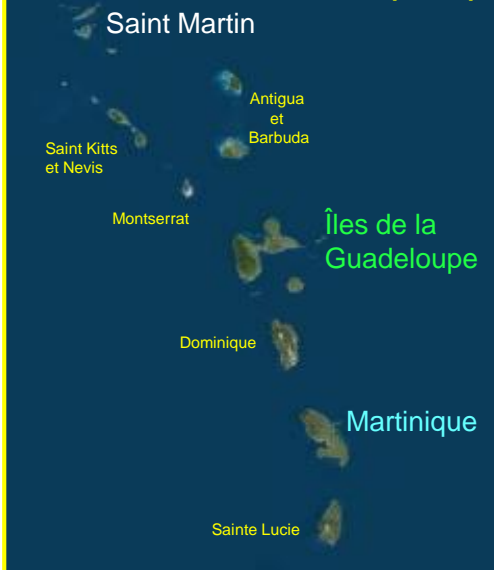 Saint Martin
Antigua
et
Barbuda
Saint Kitts
et Nevis
Montserrat
Îles de la
Guadeloupe
Dominique
Martinique
Sainte Lucie